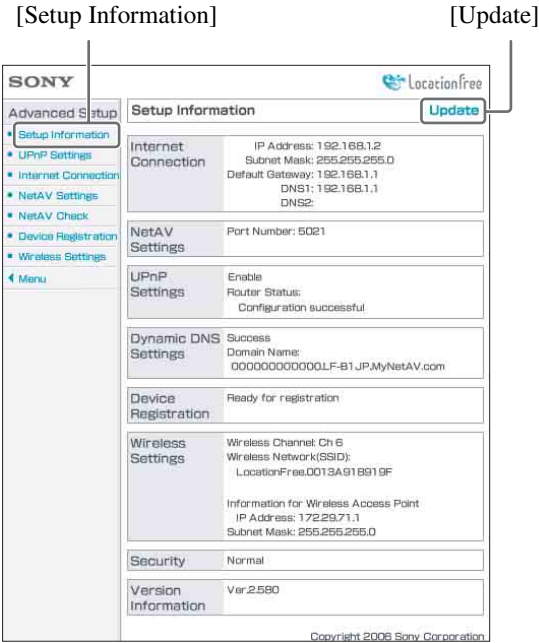 [Setup Information] [Update]
SONY LocationFree
Advanced Setup
Setup Information
UPnP Settings
Internet Connection
NetAV Settings
NetAV Check
Device Registration
Wireless Settings
Menu
Setup Information Update
Internet Connection
IP Address: 192.168.1.2
Subnet Mask: 255.255.255.0
Default Gateway: 192.168.1.1
DNS1: 192.168.1.1
DNS2:
NetAV Settings
Port Number: 5021
UPnP Settings
Enable
Router Status:
Configuration successful
Dynamic DNS Settings
Success
Domain Name:
000000000000.LF-B1JP.MyNetAV.com
Device Registration
Ready for registration
Wireless Settings
Wireless Channel: Ch 6
Wireless Network(SSID):
LocationFree.0013A918919F
Information for Wireless Access Point
IP Address: 172.29.71.1
Subnet Mask: 255.255.255.0
Security
Normal
Version Information
Ver.2.580
Copyright 2006 Sony Corporation